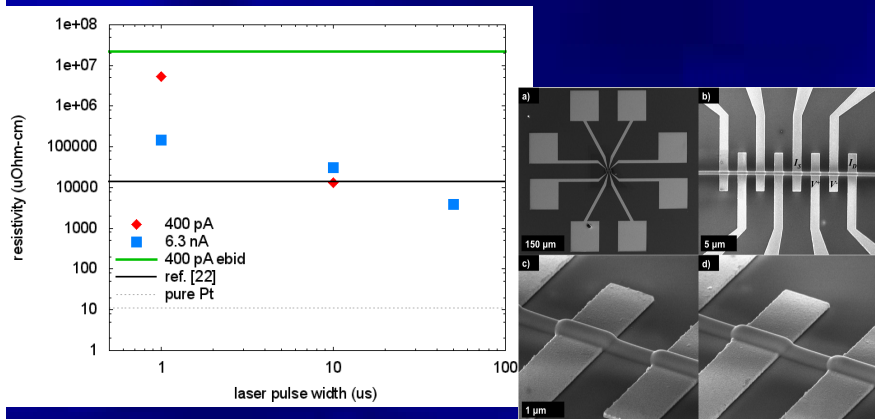 1e+08
1e+07
1e+06
100000
10000
1000
100
10
1
resistivity (uOhm-cm)
400 pA
6.3 nA
400 pA ebid
ref. [22]
pure Pt
1
10
100
laser pulse width (us)
a)
150 µm
b)
I_S
V+
V-
I_D
5 µm
c)
1 µm
d)